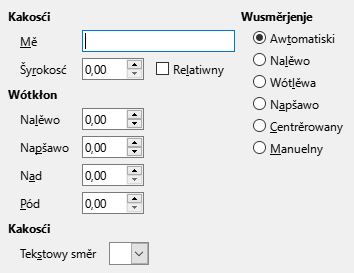 Kakosći
Mě
Šyrokosć 0,00 Relatiwny
Wótkłon
Nalěwo 0,00
Napšawo 0,00
Nad 0,00
Pód 0,00
Kakosći
Tekstowy směr
Wusměrjenje
Awtomatiski
Nalěwo
Wótlěwa
Napšawo
Centrěrowany
Manuelny